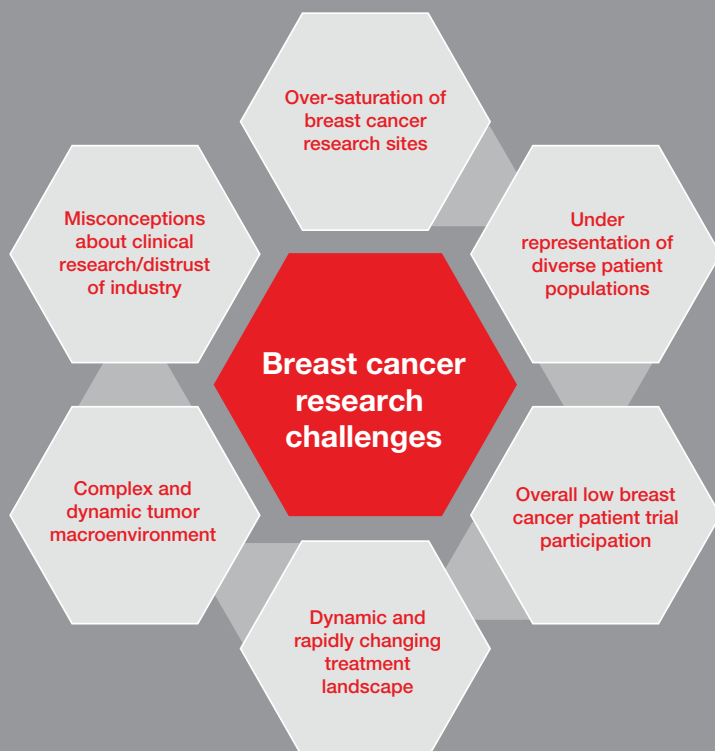 Over-saturation of
breast cancer
research sites
Misconceptions
about clinical
research/distrust
of industry
Under
representation of
diverse patient
populations
Breast cancer
research
challenges
Complex and
dynamic tumor
macroenvironment
Overall low breast
cancer patient trial
participation
Dynamic and
rapidly changing
treatment
landscape